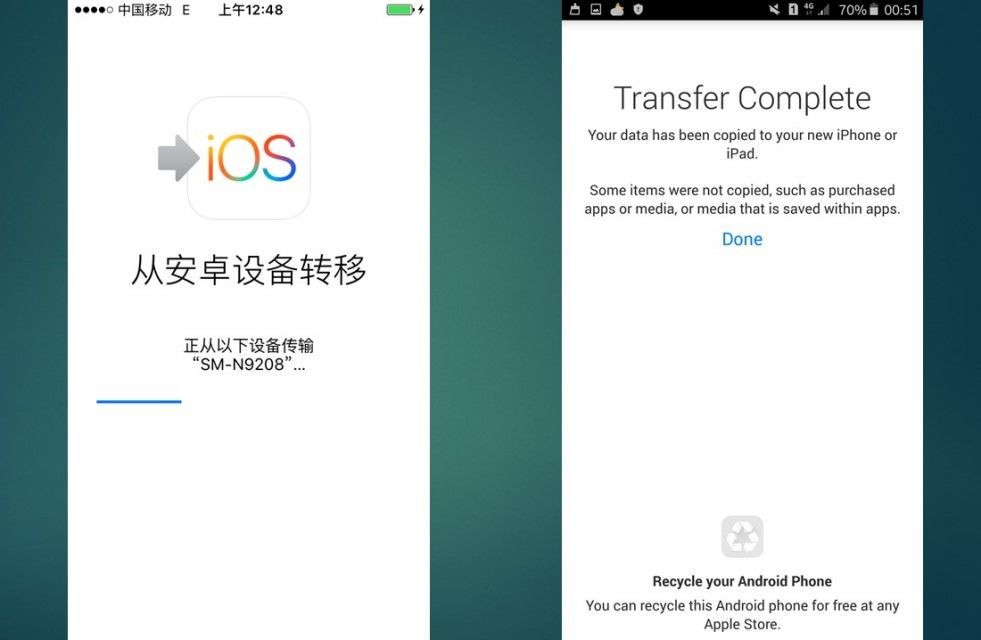 中国移动 E 上午12:48
iOS
从安卓设备转移
正从以下设备传输
“SM-N9208”...
1 4G 70% 00:51
Transfer Complete
Your data has been copied to your new iPhone or
iPad.
Some items were not copied, such as purchased
apps or media, or media that is saved within apps.
Done
Recycle your Android Phone
You can recycle this Android phone for free at any
Apple Store.